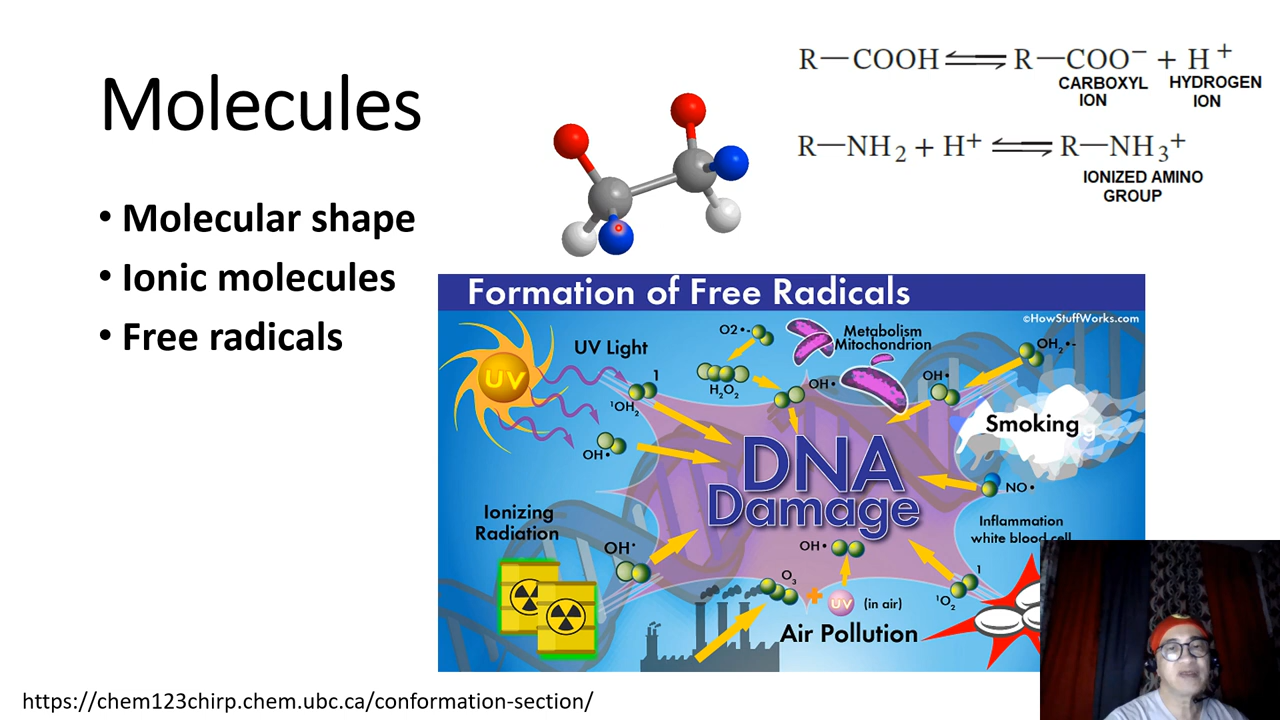 Molecules
• Molecular shape
• Ionic molecules
• Free radicals
R—COOH ⇌ R—COO⁻ + H⁺
CARBOXYL ION
HYDROGEN ION
R—NH₂ + H⁺ ⇌ R—NH₃⁺
IONIZED AMINO
GROUP
Formation of Free Radicals
©HowStuffWorks.com
UV
UV Light
1
¹OH₂
OH•
O2•-
H₂O₂
OH•
Metabolism
Mitochondrion
OH•
OH₂•-
Smoking
DNA
Damage
NO•
Ionizing
Radiation
OH•
Inflammation
white blood cell
OH•
O₃
+
UV
(in air)
Air Pollution
1
¹O₂
https://chem123chirp.chem.ubc.ca/conformation-section/